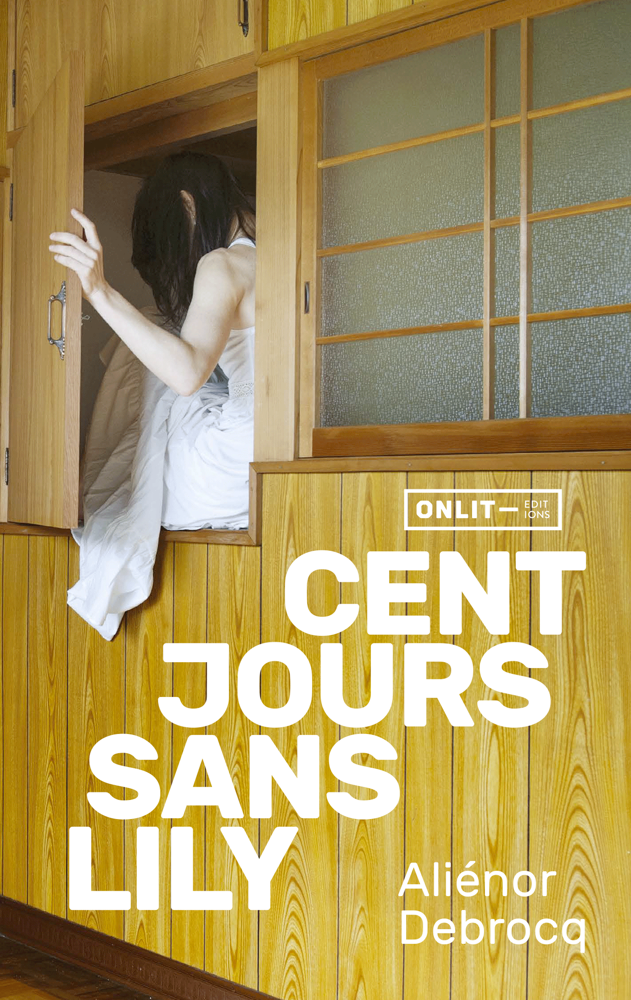 ONLIT— EDIT
IONS
CENT
JOURS
SANS
LILY
Aliénor
Debrocq